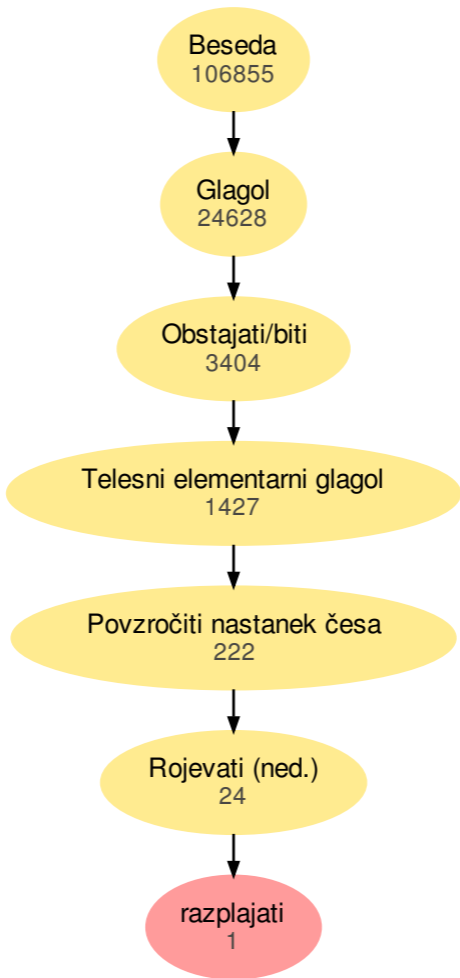 Beseda
106855
Glagol
24628
Obstajati/biti
3404
Telesni elementarni glagol
1427
Povzročiti nastanek česa
222
Rojevati (ned.)
24
razplajati
1